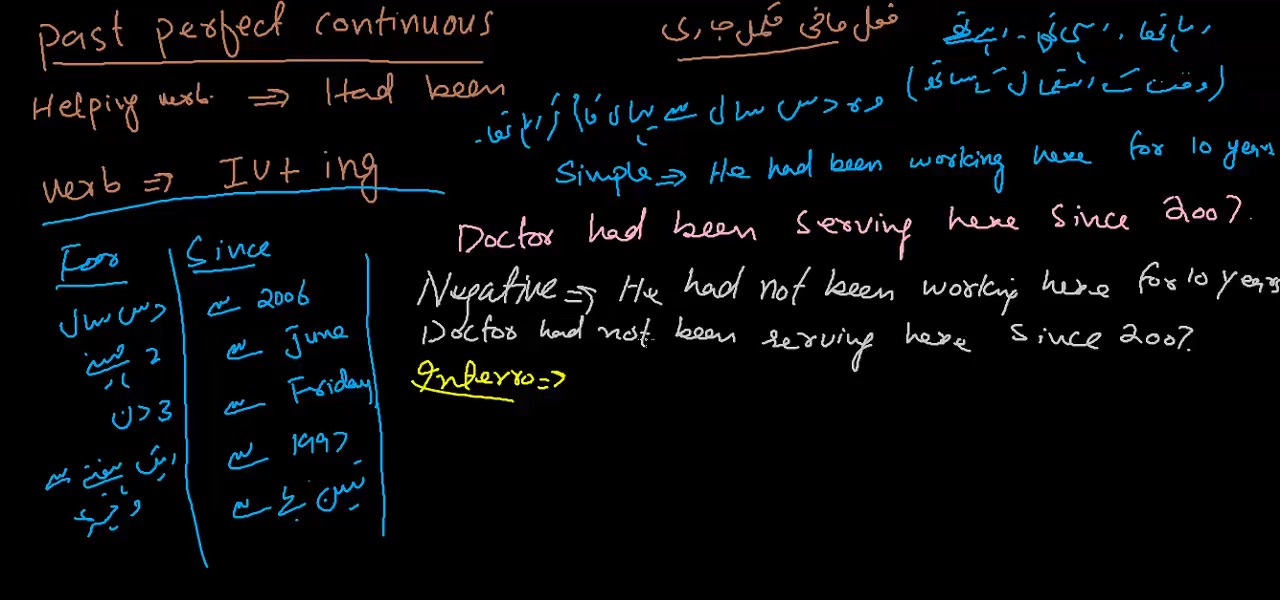 Past perfect continuous
فعل ماضی مکمل جاری
رہا تھا، رہی تھی، رہے تھے
(وقت کے استعمال کے ساتھ)
Helping verb ⇒ Had been
وہ دس سال سے یہاں کام کر رہا تھا۔
verb ⇒ IV + ing
Simple ⇒ He had been working here for 10 years
Doctor had been serving here since 2007.
Negative ⇒ He had not been working here for 10 years
Doctor had not been serving here since 2007.
Interro ⇒
For
دس سال
2
3 دن
ہفتے سے
وغیرہ
Since
2006 سے
June سے
Friday سے
1997 سے
تین بجے سے